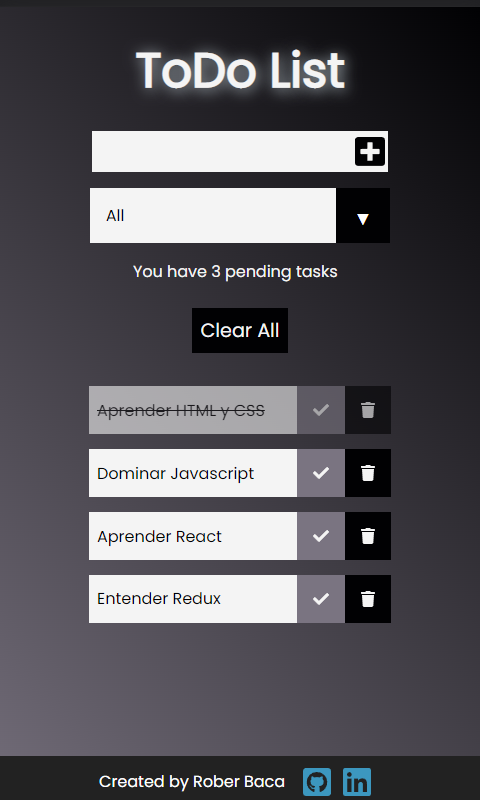 ToDo List
All
You have 3 pending tasks
Clear All
Aprender HTML y CSS
Dominar Javascript
Aprender React
Entender Redux
Created by Rober Baca